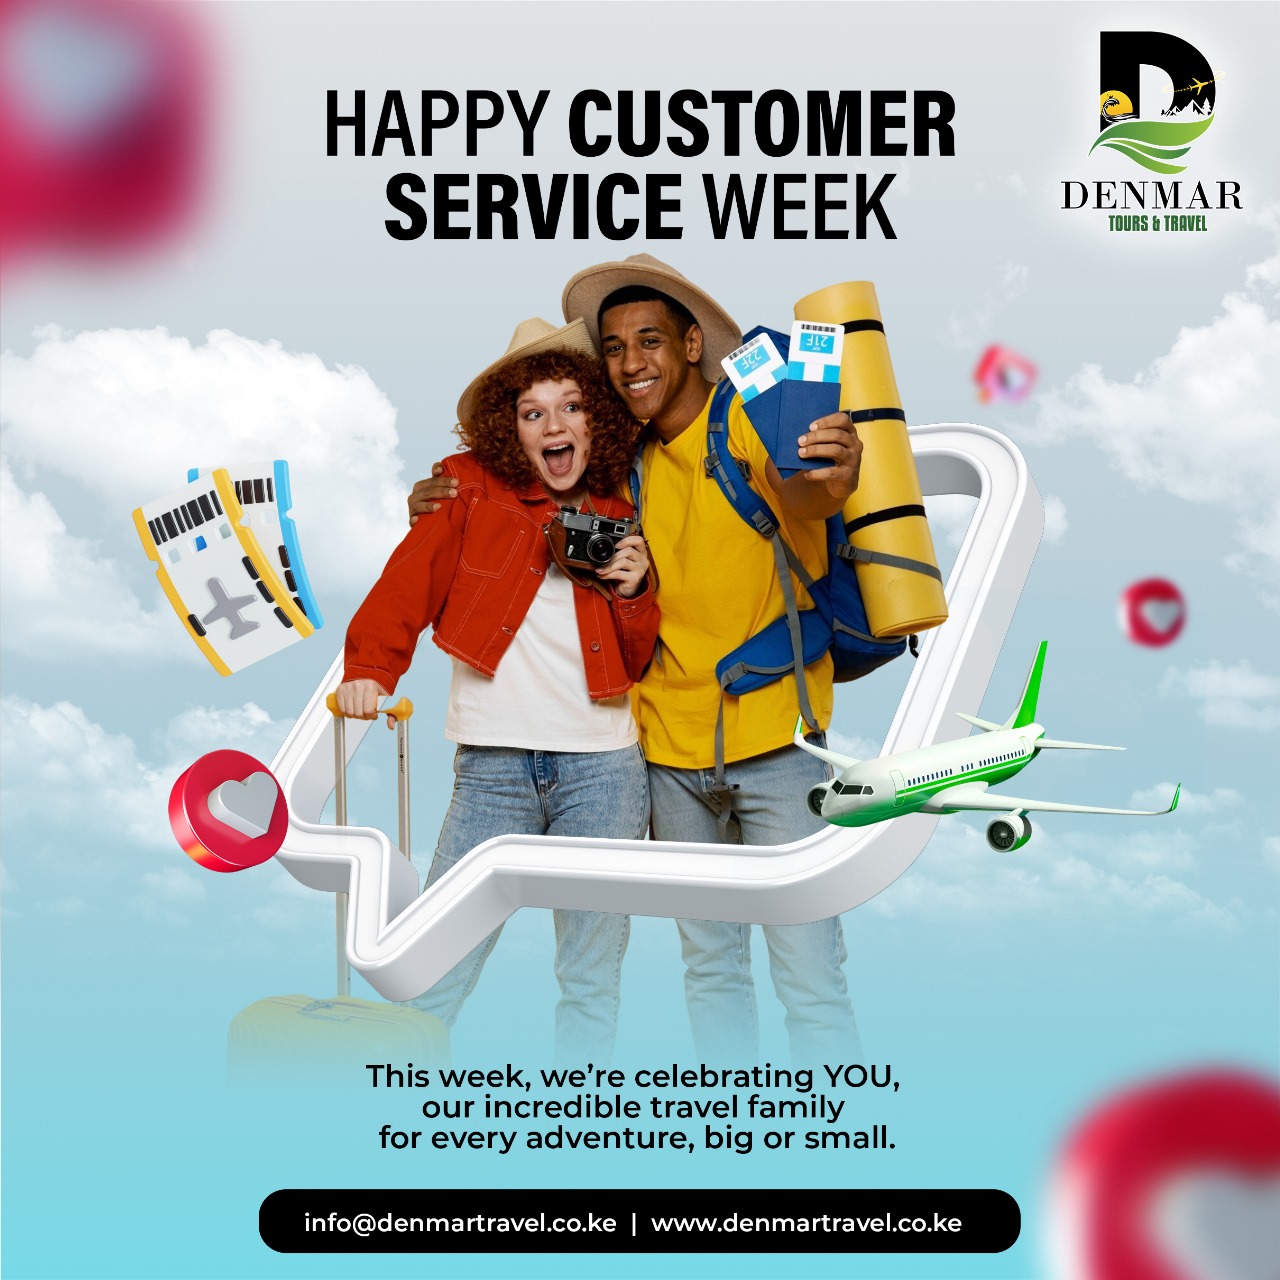 HAPPY CUSTOMER
SERVICE WEEK
DENMAR
TOURS & TRAVEL
22F
21F
This week, we’re celebrating YOU,
our incredible travel family
for every adventure, big or small.
info@denmartravel.co.ke | www.denmartravel.co.ke